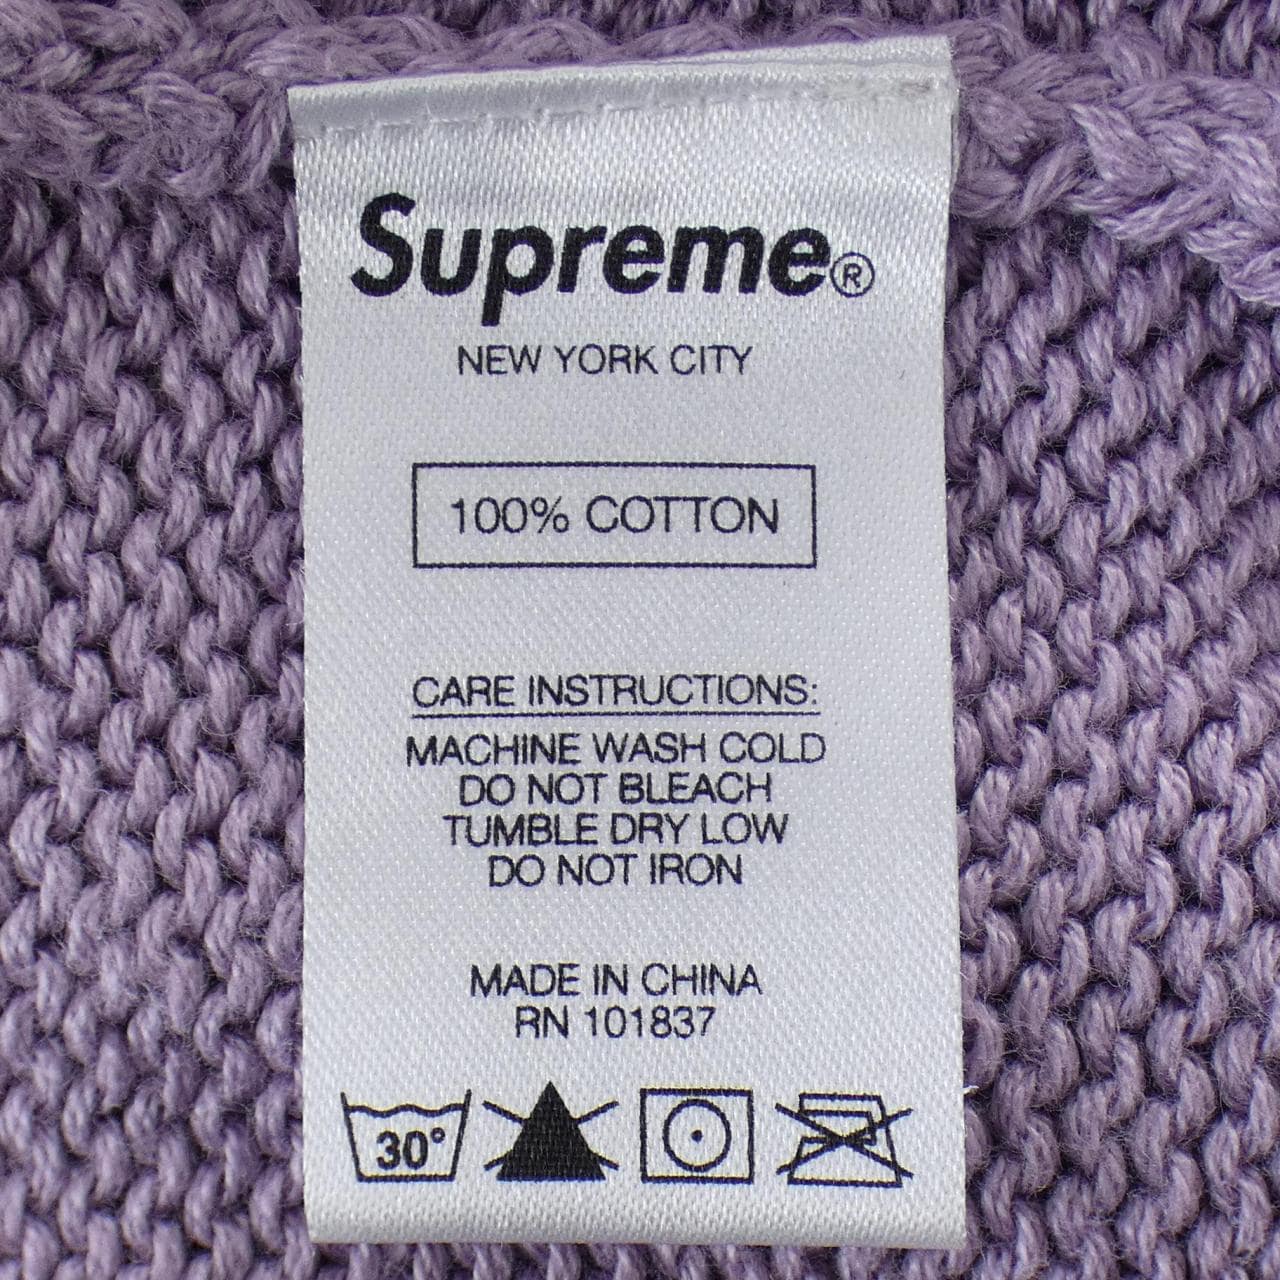 Supreme®
NEW YORK CITY
100% COTTON
CARE INSTRUCTIONS:
MACHINE WASH COLD
DO NOT BLEACH
TUMBLE DRY LOW
DO NOT IRON
MADE IN CHINA
RN 101837
30°